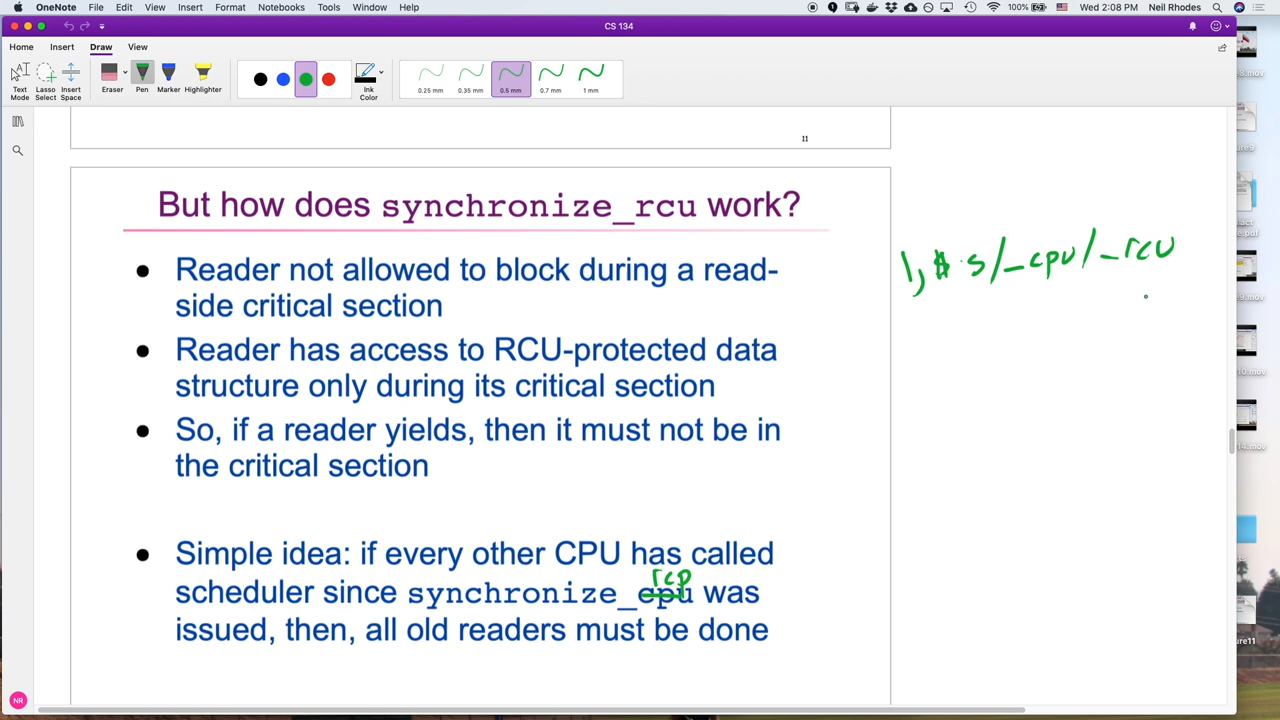 OneNote File Edit View Insert Format Notebooks Tools Window Help 100% Wed 2:08 PM Neil Rhodes
CS 134
Home Insert Draw View
Text Mode
Lasso Select
Insert Space
Eraser
Pen
Marker
Highlighter
Ink Color
0.25 mm
0.35 mm
0.5 mm
0.7 mm
1 mm
11
But how does synchronize_rcu work?
1,$ s/_cpu/_rcu
● Reader not allowed to block during a read-
side critical section
● Reader has access to RCU-protected data
structure only during its critical section
● So, if a reader yields, then it must not be in
the critical section
● Simple idea: if every other CPU has called
rcp
scheduler since synchronize_cpu was
issued, then, all old readers must be done
NR